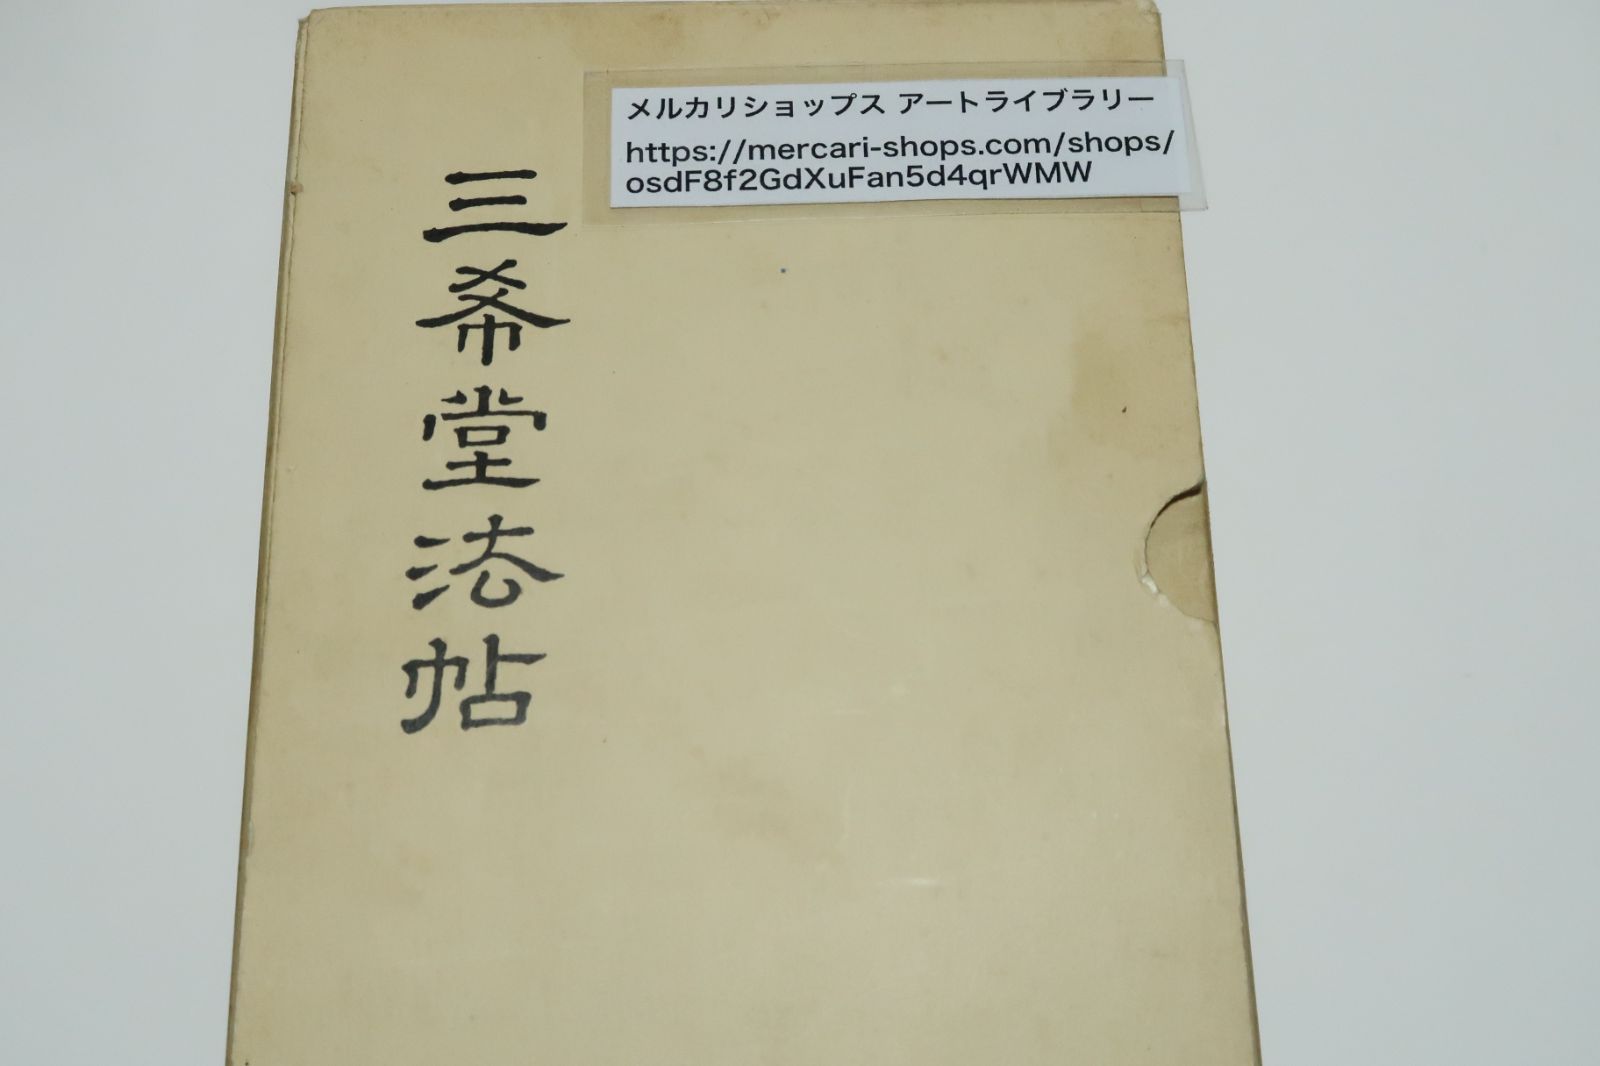 メルカリショップス アートライブラリー
https://mercari-shops.com/shops/
osdF8f2GdXuFan5d4qrWMW
三希堂法帖